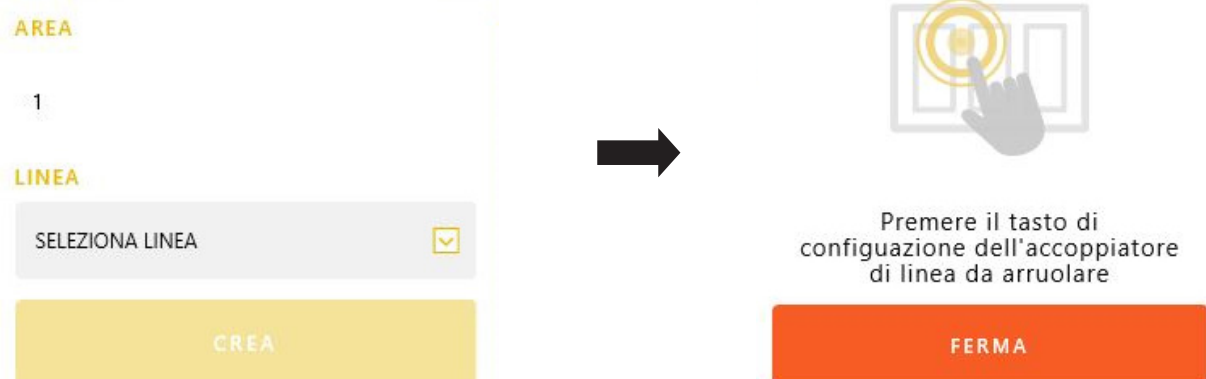 AREA
1
LINEA
SELEZIONA LINEA
CREA
Premere il tasto di
configuazione dell'accoppiatore
di linea da arruolare
FERMA